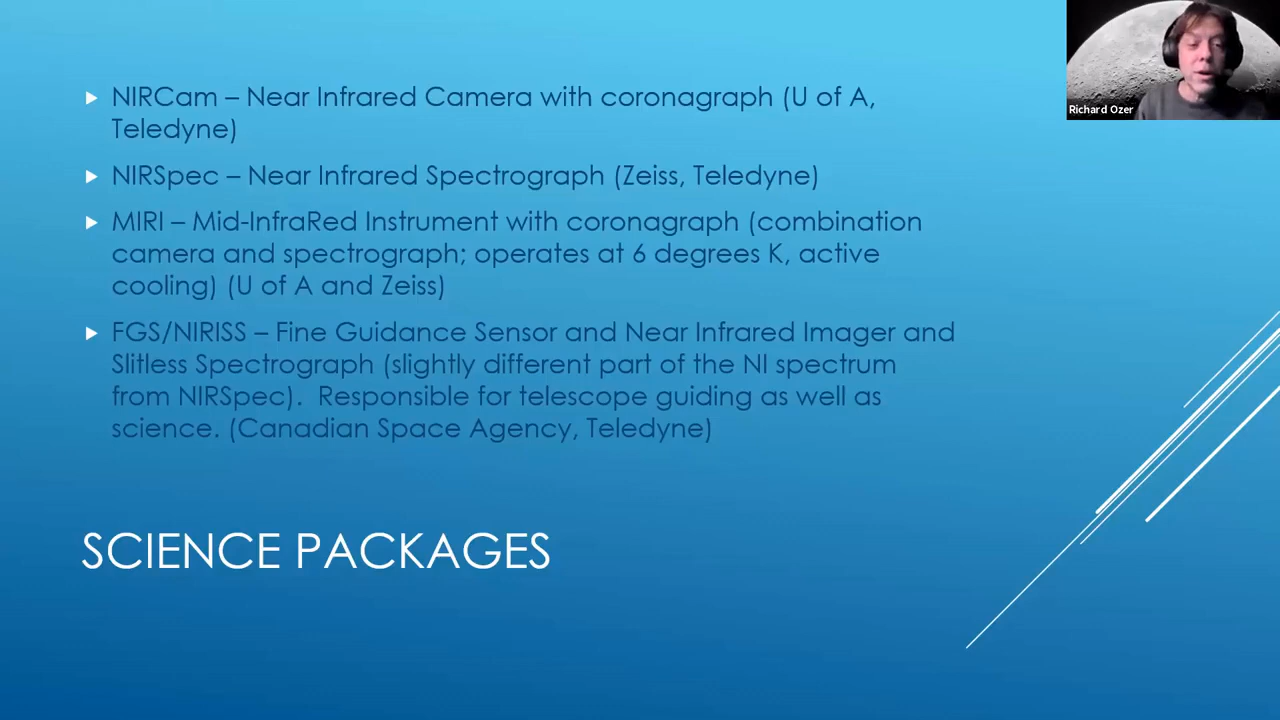 NIRCam – Near Infrared Camera with coronagraph (U of A,
Teledyne)
NIRSpec – Near Infrared Spectrograph (Zeiss, Teledyne)
MIRI – Mid-InfraRed Instrument with coronagraph (combination
camera and spectrograph; operates at 6 degrees K, active
cooling) (U of A and Zeiss)
FGS/NIRISS – Fine Guidance Sensor and Near Infrared Imager and
Slitless Spectrograph (slightly different part of the NI spectrum
from NIRSpec).  Responsible for telescope guiding as well as
science. (Canadian Space Agency, Teledyne)
SCIENCE PACKAGES
Richard Ozer